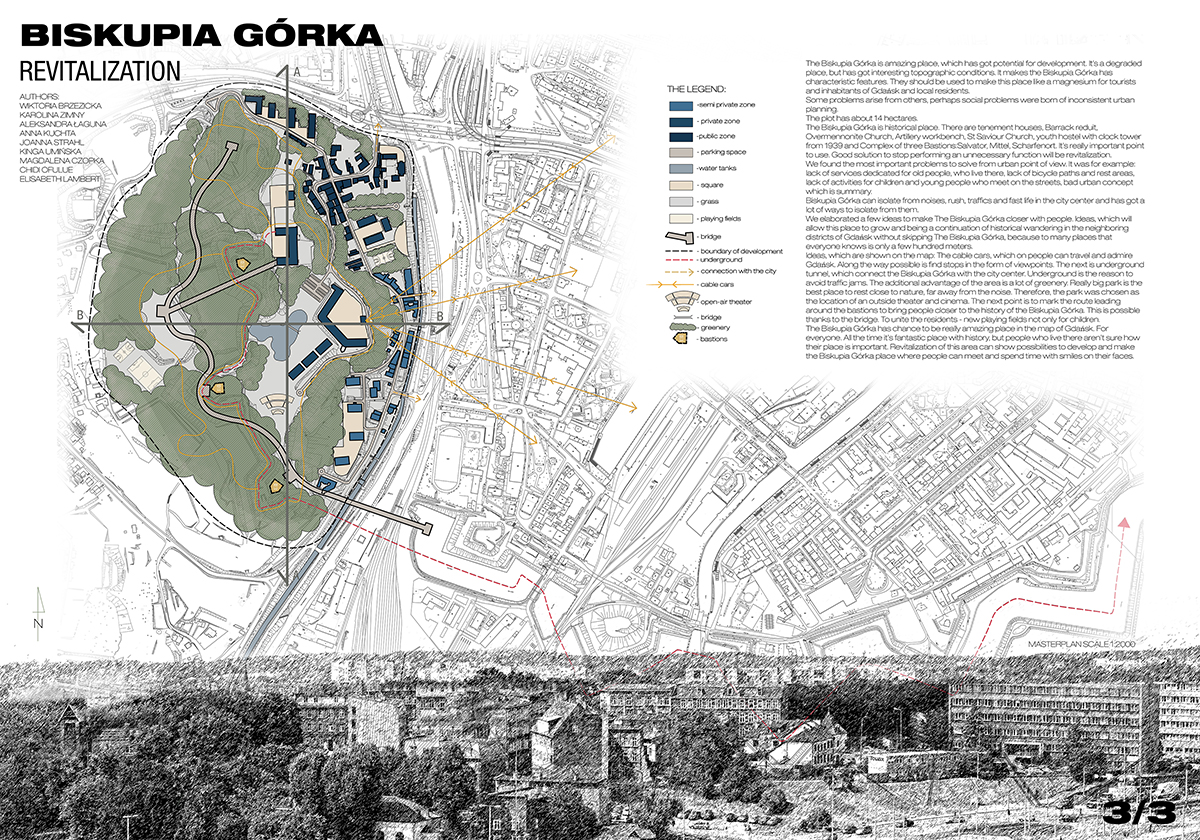 BISKUPIA GÓRKA
REVITALIZATION
AUTHORS:
WIKTORIA BRZEZICKA
KAROLINA ZIMNY
ALEKSANDRA ŁAGUNA
ANNA KUCHTA
JOANNA STRAHL
KINGA UMIŃSKA
MAGDALENA CZOPKA
CHIDI OFULUE
ELISABETH LAMBERT
A
B
B
A
N
THE LEGEND:
-semi private zone
- private zone
-public zone
- parking space
-water tanks
- square
- grass
- playing fields
- bridge
- boundary of development
- underground
- connection with the city
- cable cars
- open-air theater
- bridge
- greenery
- bastions
The Biskupia Górka is amazing place, which has got potential for development. It's a degraded
place, but has got interesting topographic conditions. It makes the Biskupia Górka has
characteristic features. They should be used to make this place like a magnesium for tourists
and inhabitants of Gdańsk and local residents.
Some problems arise from others, perhaps social problems were born of inconsistent urban
planning.
The plot has about 14 hectares.
The Biskupia Górka is historical place. There are tenement houses, Barrack reduit,
Overmennonite Church, Artillery workbench, St Saviour Church, youth hostel with clock tower
from 1939 and Complex of three Bastions:Salvator, Mittel, Scharfenort. It's really important point
to use. Good solution to stop performing an unnecessary function will be revitalization.
We found the most important problems to solve from urban point of view. It was for example:
lack of services dedicated for old people, who live there, lack of bicycle paths and rest areas,
lack of activities for children and young people who meet on the streets, bad urban concept
which is summary.
Biskupia Górka can isolate from noises, rush, traffics and fast life in the city center and has got a
lot of ways to isolate from them.
We elaborated a few ideas to make The Biskupia Górka closer with people. Ideas, which will
allow this place to grow and being a continuation of historical wandering in the neighboring
districts of Gdańsk without skipping The Biskupia Górka, because to many places that
everyone knows is only a few hundred meters.
Ideas, which are shown on the map: The cable cars, which on people can travel and admire
Gdańsk. Along the way possible is find stops in the form of viewpoints. The next is underground
tunnel, which connect the Biskupia Górka with the city center. Underground is the reason to
avoid traffic jams. The additional advantage of the area is a lot of greenery. Really big park is the
best place to rest close to nature, far away from the noise. Therefore, the park was chosen as
the location of an outside theater and cinema. The next point is to mark the route leading
around the bastions to bring people closer to the history of the Biskupia Górka. This is possible
thanks to the bridge. To unite the residents - new playing fields not only for children.
The Biskupia Górka has chance to be really amazing place in the map of Gdańsk. For
everyone. All the time it's fantastic place with history, but people who live there aren't sure how
their place is important. Revitalization of this area can show possibilities to develop and make
the Biskupia Górka place where people can meet and spend time with smiles on their faces.
MASTERPLAN SCALE 1:2000
3/3